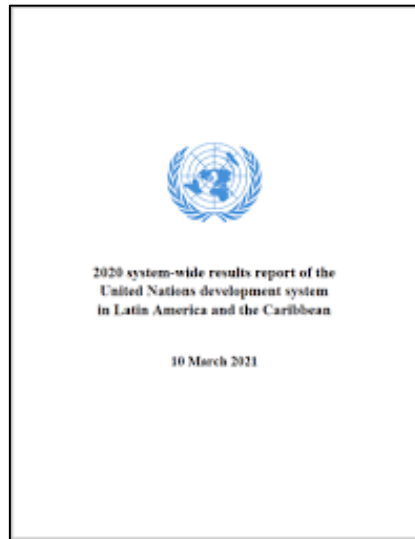 2020 system-wide results report of the
United Nations development system
in Latin America and the Caribbean
10 March 2021